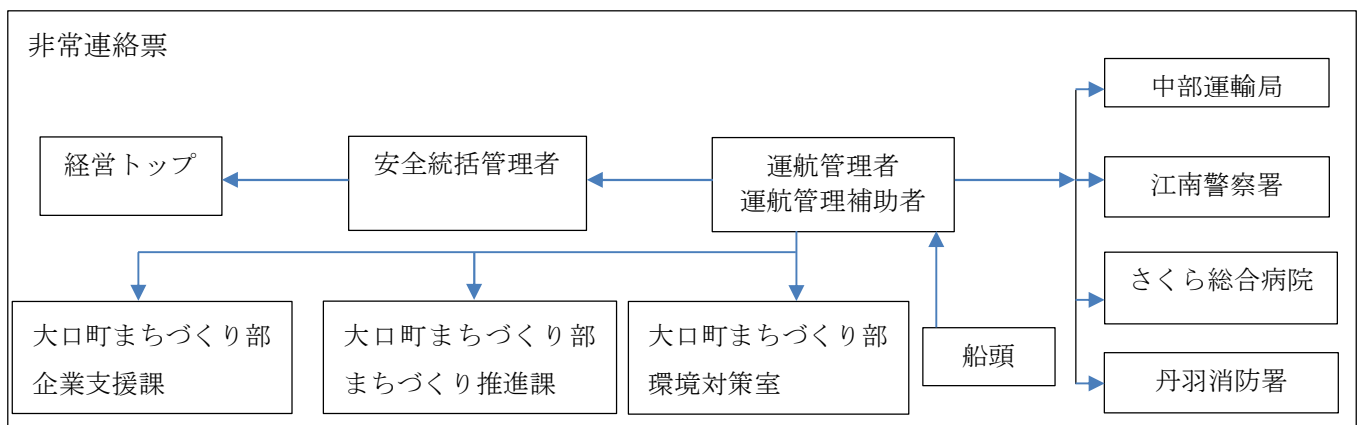 非常連絡票
中部運輸局
経営トップ
安全統括管理者
運航管理者
運航管理補助者
江南警察署
さくら総合病院
大口町まちづくり部
企業支援課
大口町まちづくり部
まちづくり推進課
大口町まちづくり部
環境対策室
船頭
丹羽消防署